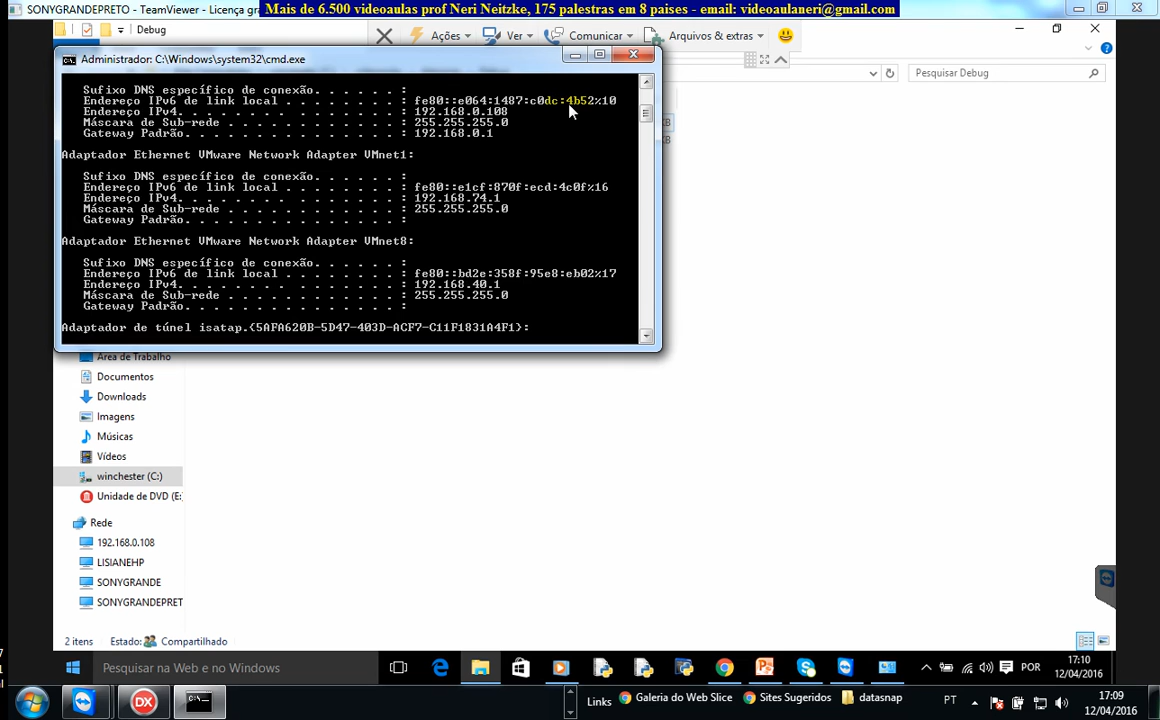 SONYGRANDEPRETO - TeamViewer - Licença gr
Mais de 6.500 videoaulas prof Neri Neitzke, 175 palestras em 8 paises - email: videoaulaneri@gmail.com
Debug
Ações
Ver
Comunicar
Arquivos & extras
Administrador: C:\Windows\system32\cmd.exe
Pesquisar Debug
Sufixo DNS específico de conexão. . . . . . :
Endereço IPv6 de link local . . . . . . . . : fe80::e064:1487:c0dc:4b52%10
Endereço IPv4. . . . . . . . . . . . . . . : 192.168.0.108
Máscara de Sub-rede . . . . . . . . . . . . : 255.255.255.0
Gateway Padrão. . . . . . . . . . . . . . . : 192.168.0.1
Adaptador Ethernet VMware Network Adapter VMnet1:
Sufixo DNS específico de conexão. . . . . . :
Endereço IPv6 de link local . . . . . . . . : fe80::e1cf:870f:ecd:4c0f%16
Endereço IPv4. . . . . . . . . . . . . . . : 192.168.74.1
Máscara de Sub-rede . . . . . . . . . . . . : 255.255.255.0
Gateway Padrão. . . . . . . . . . . . . . . :
Adaptador Ethernet VMware Network Adapter VMnet8:
Sufixo DNS específico de conexão. . . . . . :
Endereço IPv6 de link local . . . . . . . . : fe80::bd2e:358f:95e8:eb02%17
Endereço IPv4. . . . . . . . . . . . . . . : 192.168.40.1
Máscara de Sub-rede . . . . . . . . . . . . : 255.255.255.0
Gateway Padrão. . . . . . . . . . . . . . . :
Adaptador de túnel isatap.{5AFA620B-5D47-403D-ACF7-C11F1831A4F1}:
Área de Trabalho
Documentos
Downloads
Imagens
Músicas
Vídeos
winchester (C:)
Unidade de DVD (E:
Rede
192.168.0.108
LISIANEHP
SONYGRANDE
SONYGRANDEPRET
2 itens Estado: Compartilhado
Pesquisar na Web e no Windows
POR
17:10
12/04/2016
Links
Galeria do Web Slice
Sites Sugeridos
datasnap
PT
17:09
12/04/2016